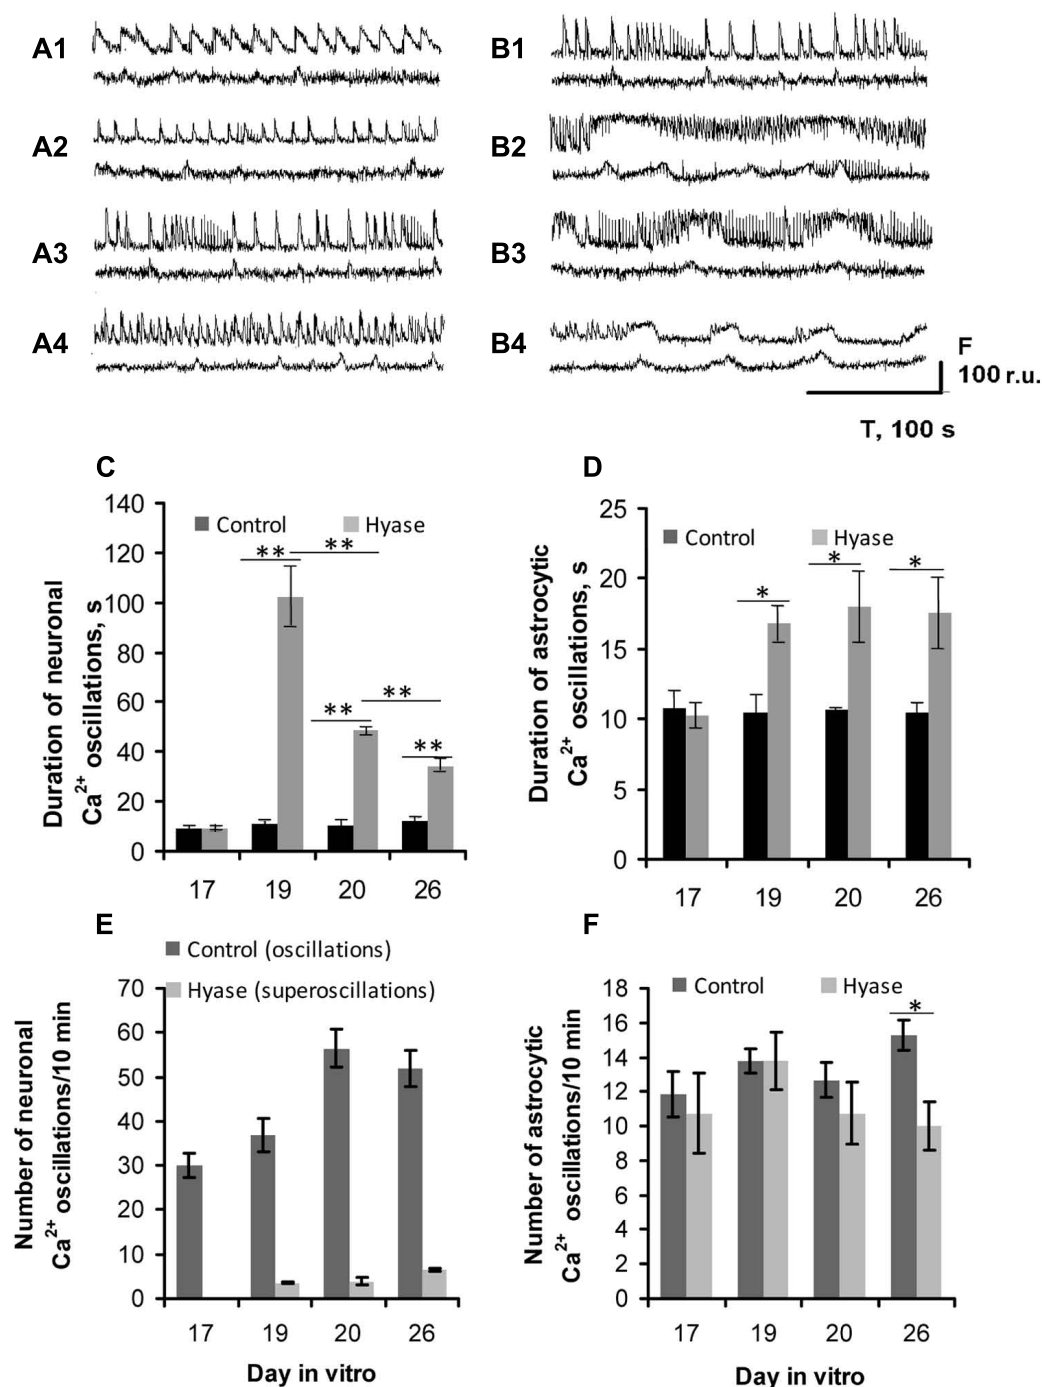 A1
B1
A2
B2
A3
B3
A4
B4
F
100 r.u.
T, 100 s
C
Duration of neuronal
Ca2+ oscillations, s
140
120
100
80
60
40
20
0
Control
Hyase
**
**
**
**
**
17
19
20
26
D
Duration of astrocytic
Ca2+ oscillations, s
25
20
15
10
5
0
Control
Hyase
*
*
*
17
19
20
26
E
Control (oscillations)
Hyase (superoscillations)
Number of neuronal
Ca2+ oscillations/10 min
70
60
50
40
30
20
10
0
17
19
20
26
Day in vitro
F
Number of astrocytic
Ca2+ oscillations/10 min
18
16
14
12
10
8
6
4
2
0
Control
Hyase
*
17
19
20
26
Day in vitro